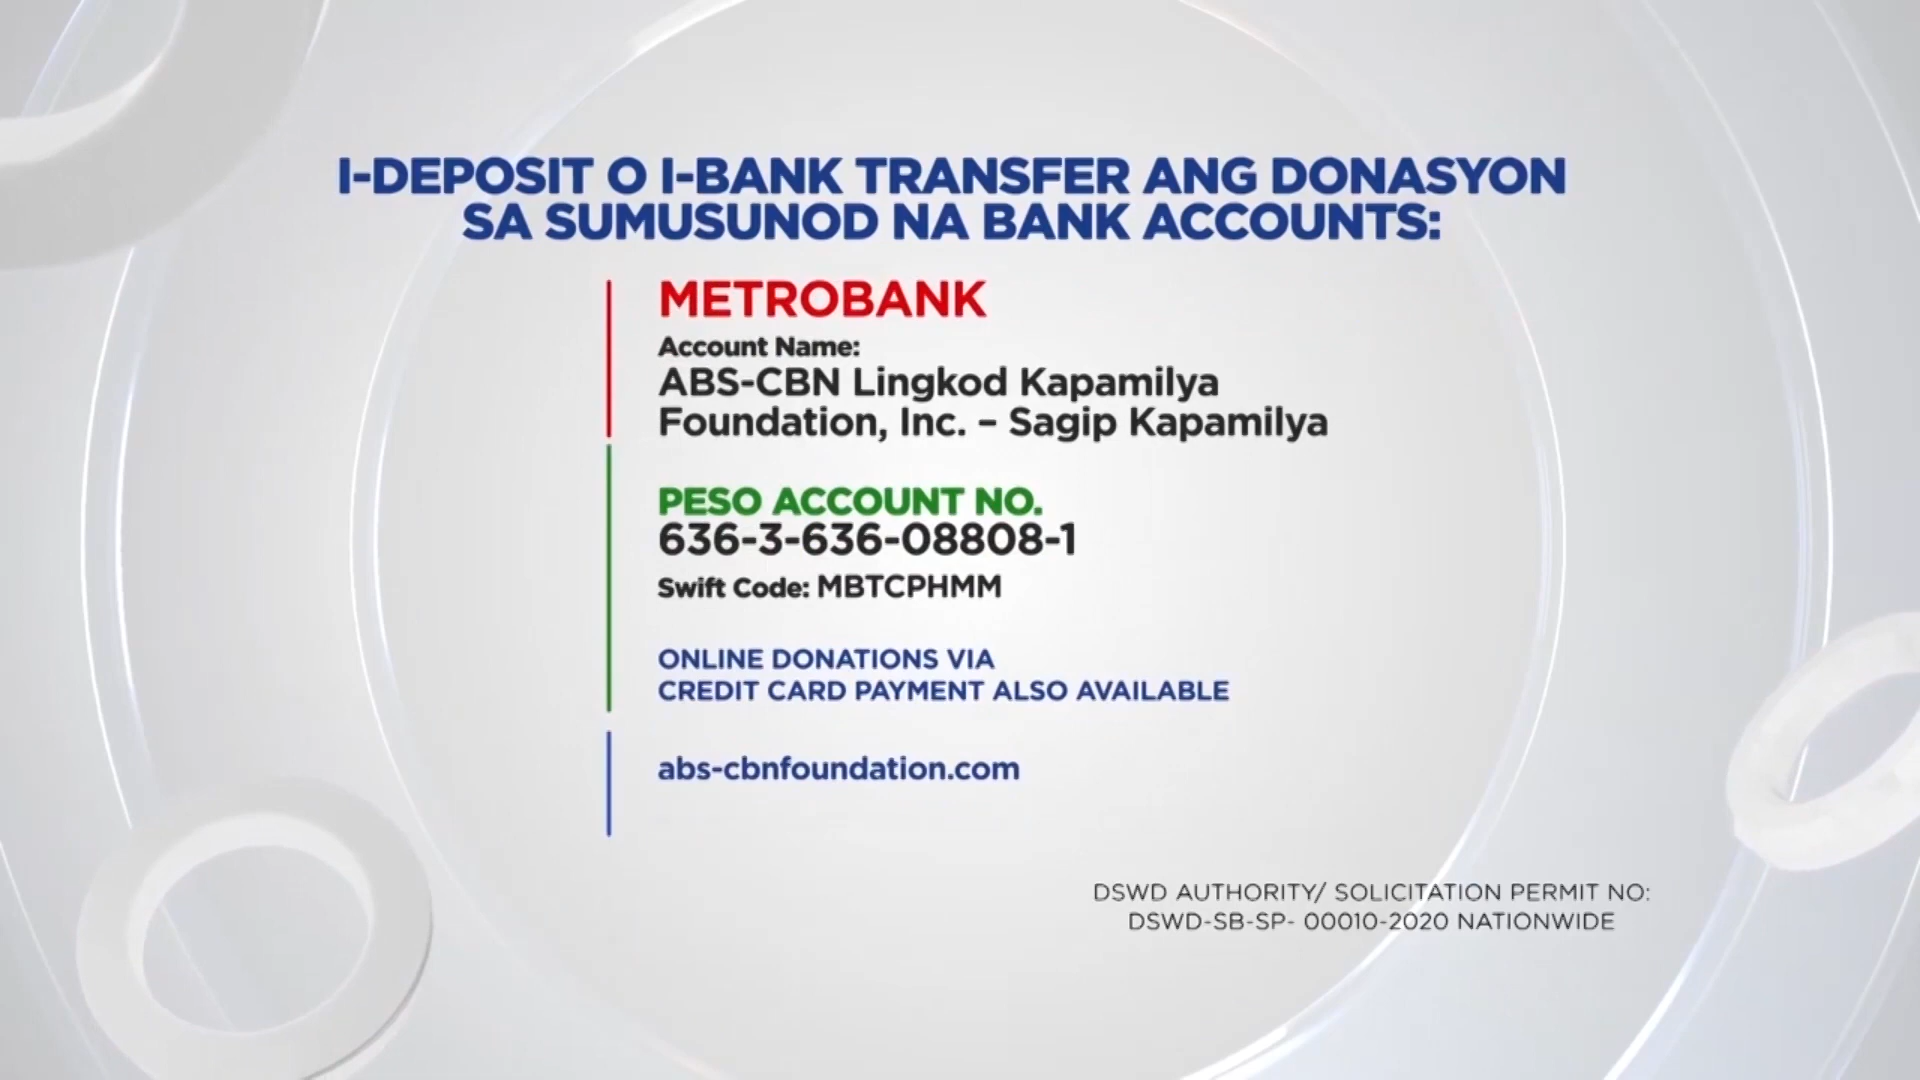 I-DEPOSIT O I-BANK TRANSFER ANG DONASYON
SA SUMUSUNOD NA BANK ACCOUNTS:
METROBANK
Account Name:
ABS-CBN Lingkod Kapamilya
Foundation, Inc. – Sagip Kapamilya
PESO ACCOUNT NO.
636-3-636-08808-1
Swift Code: MBTCPHMM
ONLINE DONATIONS VIA
CREDIT CARD PAYMENT ALSO AVAILABLE
abs-cbnfoundation.com
DSWD AUTHORITY/ SOLICITATION PERMIT NO:
DSWD-SB-SP- 00010-2020 NATIONWIDE